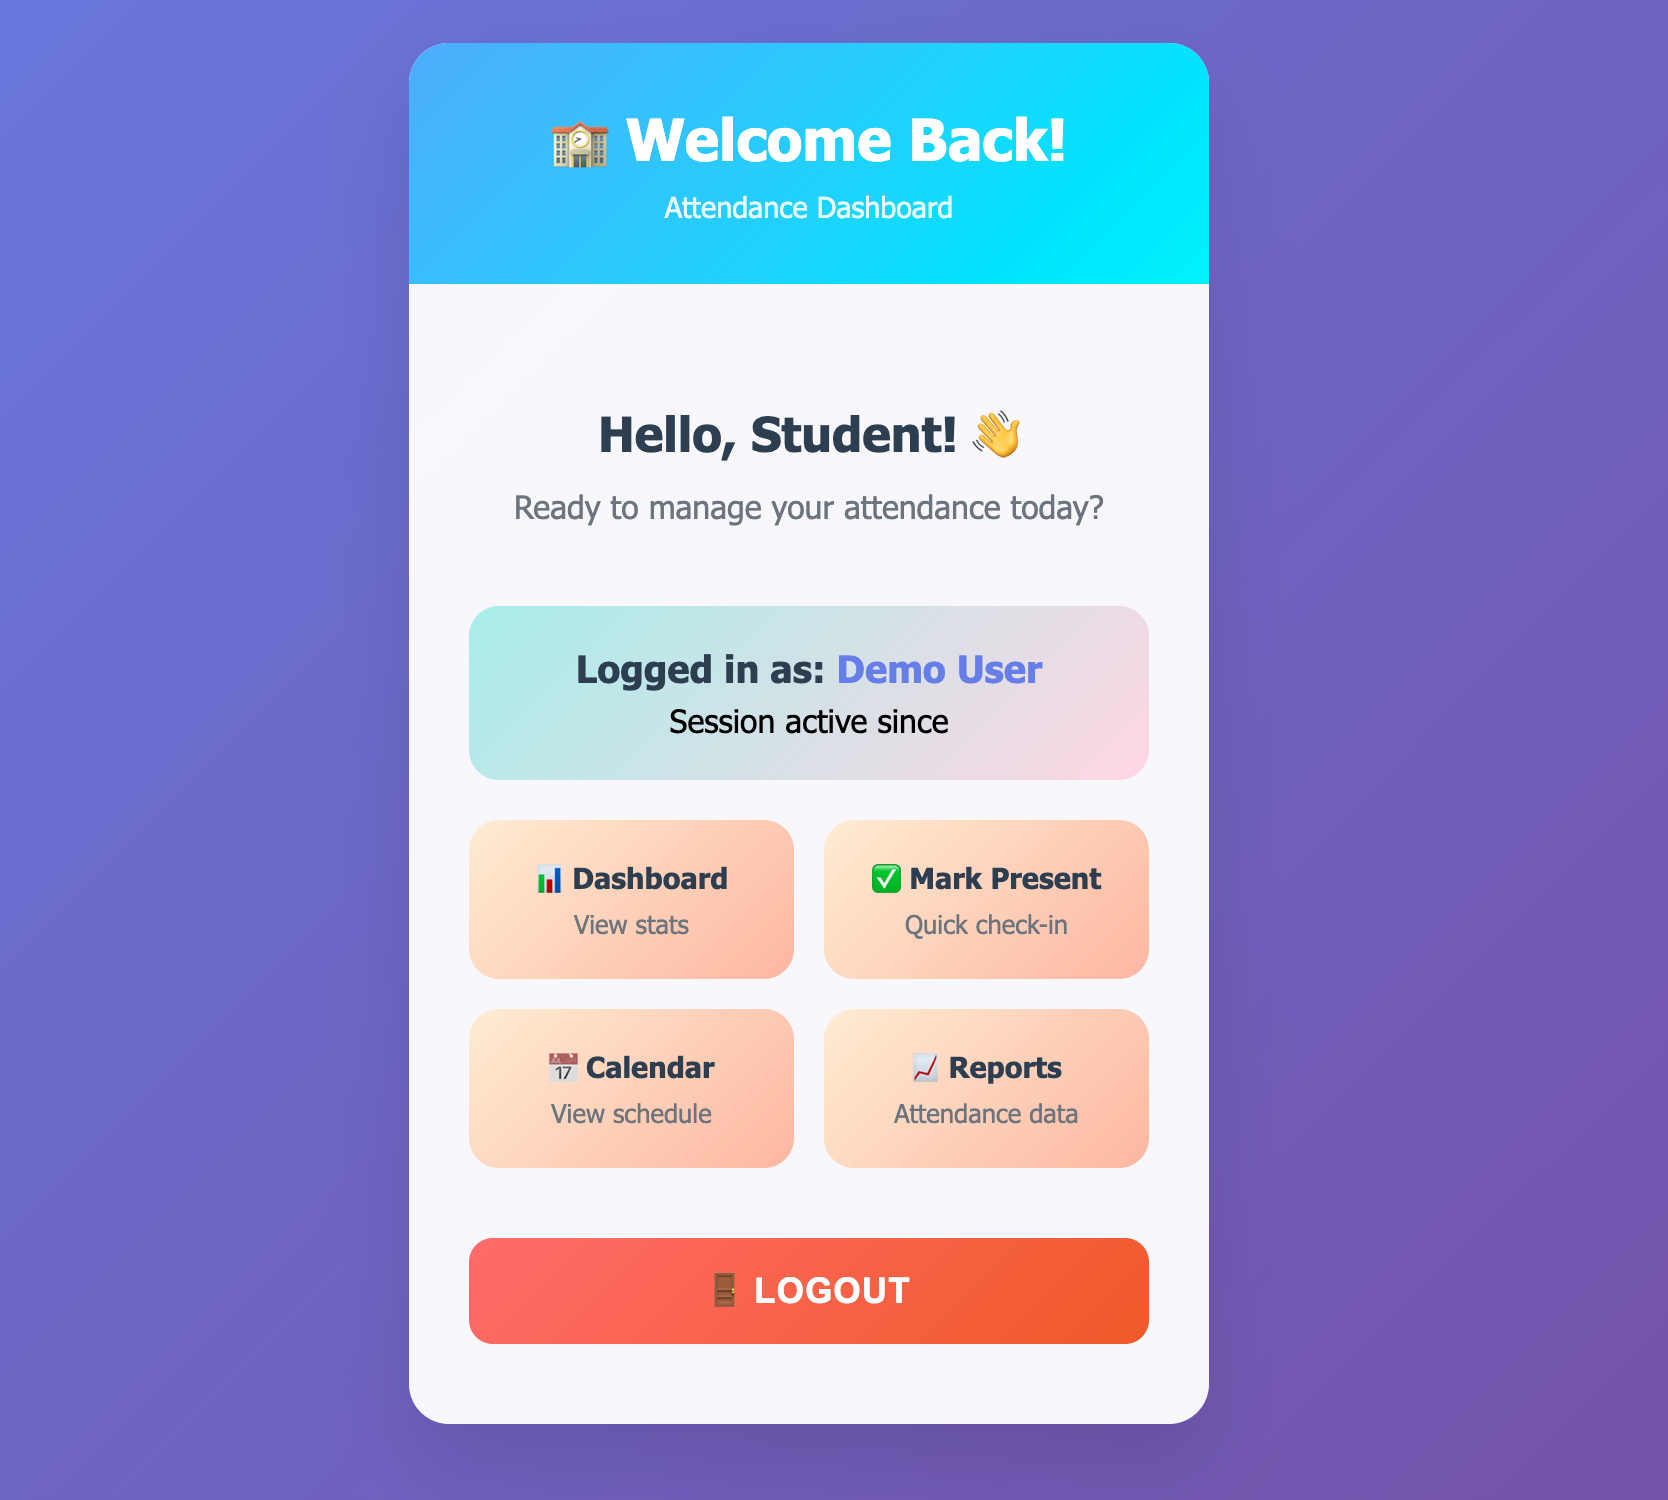 🏫 Welcome Back!
Attendance Dashboard
Hello, Student! 👋
Ready to manage your attendance today?
Logged in as: Demo User
Session active since
📊 Dashboard
View stats
✅ Mark Present
Quick check-in
📅 Calendar
View schedule
📈 Reports
Attendance data
🚪 LOGOUT